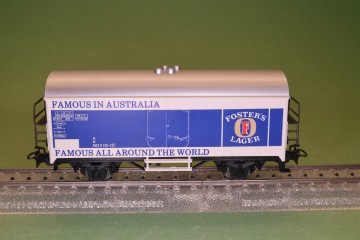 FAMOUS IN AUSTRALIA
FOSTER'S
LAGER
FAMOUS ALL AROUND THE WORLD